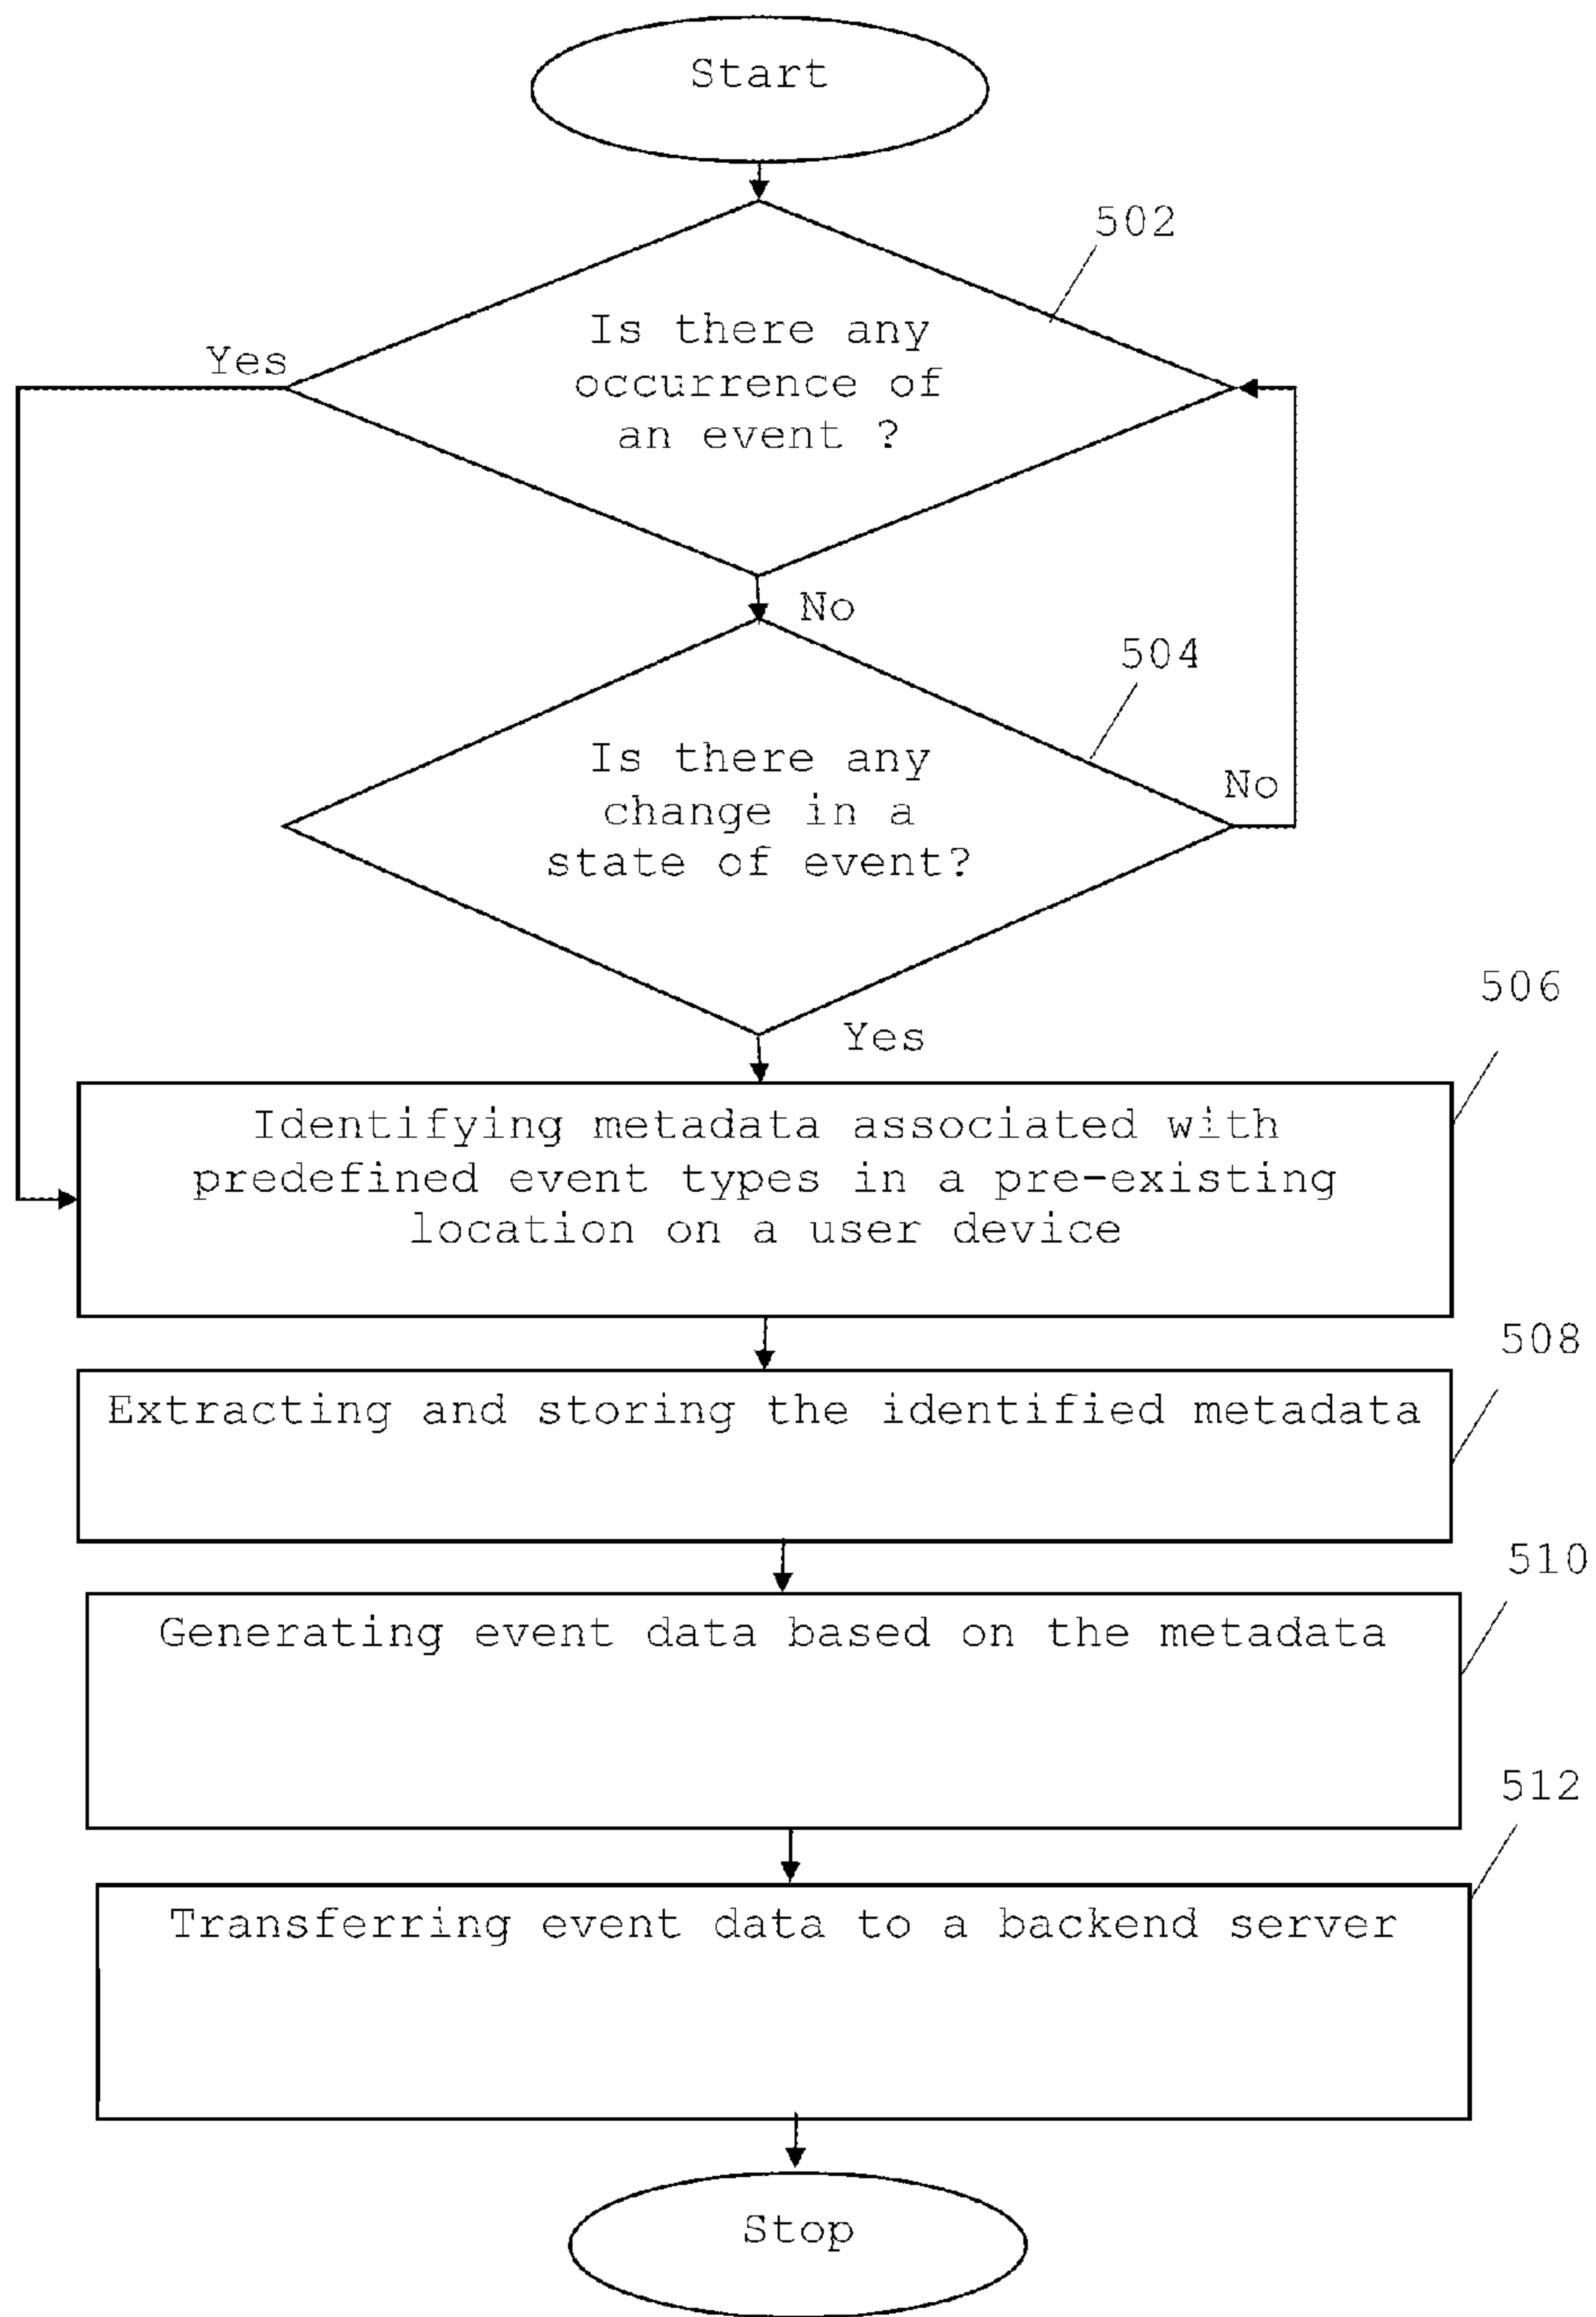 Start
502
Is there any
occurrence of
an event ?
Yes
No
504
Is there any
change in a
state of event?
No
Yes
506
Identifying metadata associated with
predefined event types in a pre-existing
location on a user device
508
Extracting and storing the identified metadata
510
Generating event data based on the metadata
512
Transferring event data to a backend server
Stop